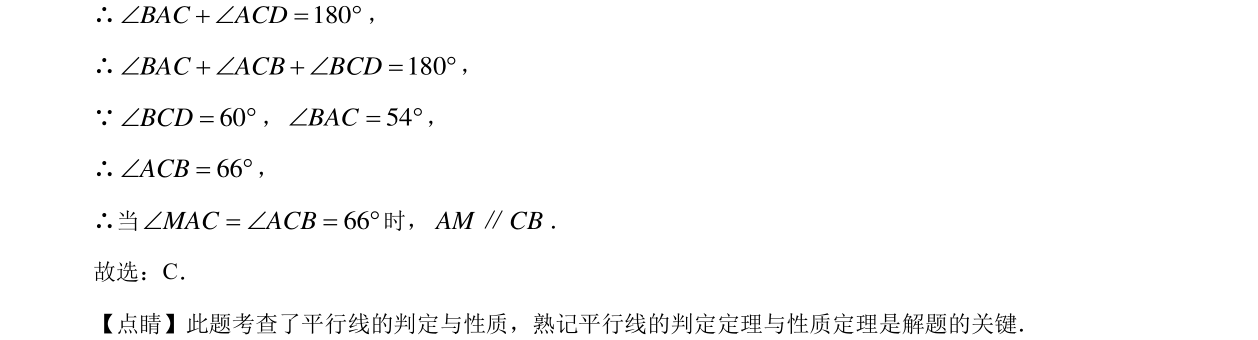 ∴∠BAC+∠ACD=180°，
∴∠BAC+∠ACB+∠BCD=180°，
∵∠BCD=60°，∠BAC=54°，
∴∠ACB=66°，
∴当∠MAC=∠ACB=66°时，AM∥CB．
故选：C．
【点睛】此题考查了平行线的判定与性质，熟记平行线的判定定理与性质定理是解题的关键．